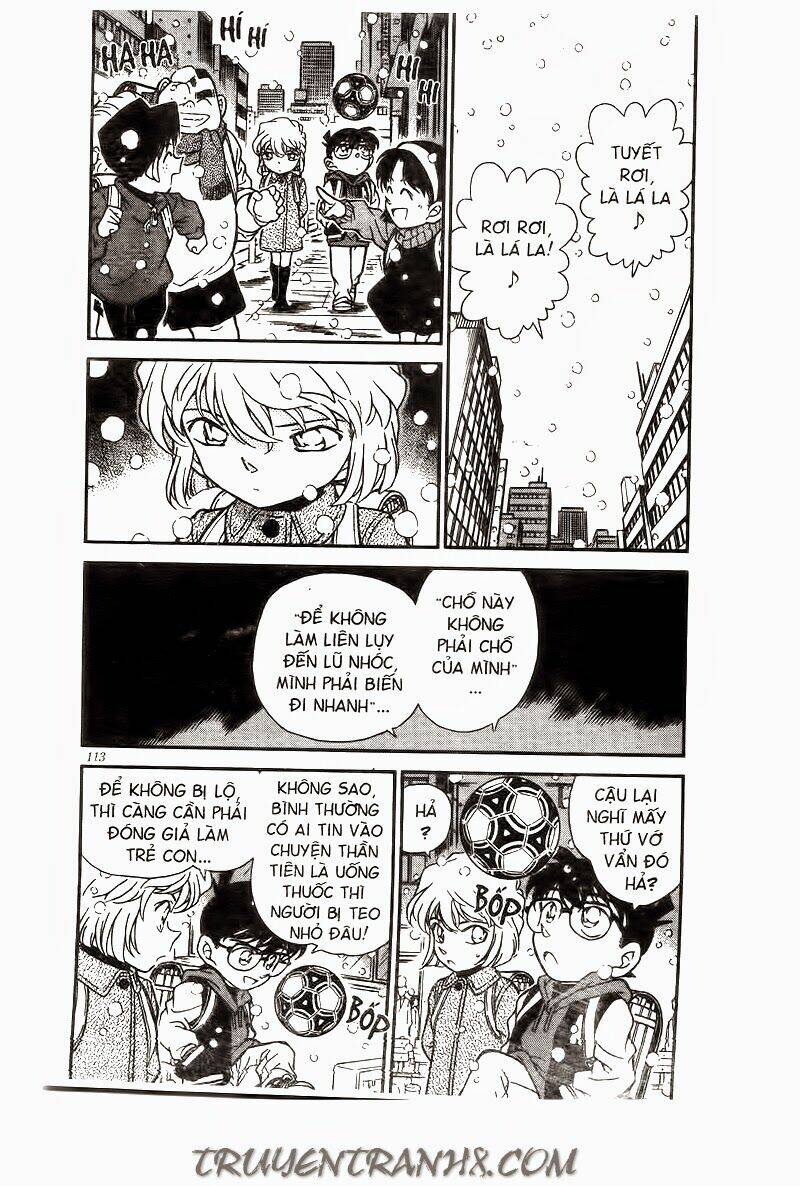 TUYẾT
RƠI,
LÀ LÁ LA
♪
RƠI RƠI,
LÀ LÁ LA!
♪
HÍ
HÍ
HA HA
HI
HI
"CHỖ NÀY
KHÔNG
PHẢI CHỖ
CỦA MÌNH"
...
"ĐỂ KHÔNG
LÀM LIÊN LỤY
ĐẾN LŨ NHÓC,
MÌNH PHẢI BIẾN
ĐI NHANH"...
113
CẬU LẠI
NGHĨ MẤY
THỨ VỚ
VẨN ĐÓ
HẢ?
HẢ
?
BỐP
KHÔNG SAO,
BÌNH THƯỜNG
CÓ AI TIN VÀO
CHUYỆN THẦN
TIÊN LÀ UỐNG
THUỐC THÌ
NGƯỜI BỊ TEO
NHỎ ĐÂU!
ĐỂ KHÔNG BỊ LỘ,
THÌ CÀNG CẦN PHẢI
ĐÓNG GIẢ LÀM
TRẺ CON...
BỐP
TRUYENTRANH8.COM